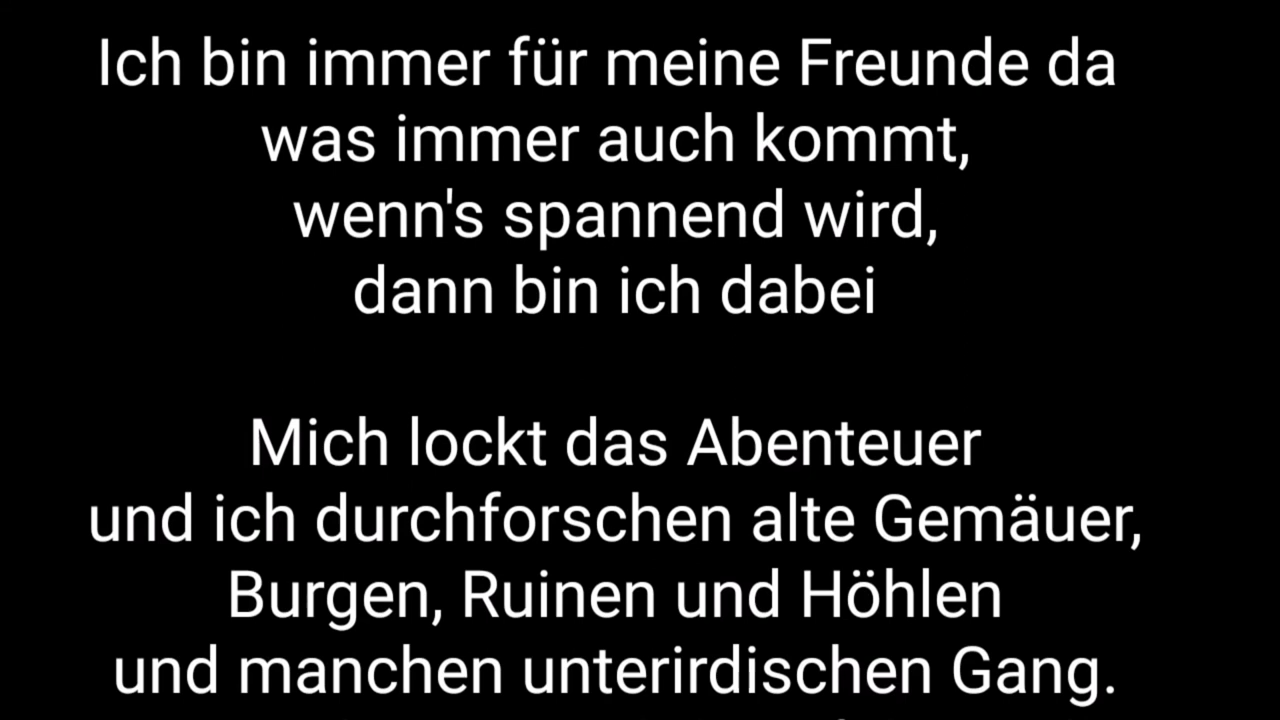 Ich bin immer für meine Freunde da
was immer auch kommt,
wenn's spannend wird,
dann bin ich dabei
Mich lockt das Abenteuer
und ich durchforschen alte Gemäuer,
Burgen, Ruinen und Höhlen
und manchen unterirdischen Gang.